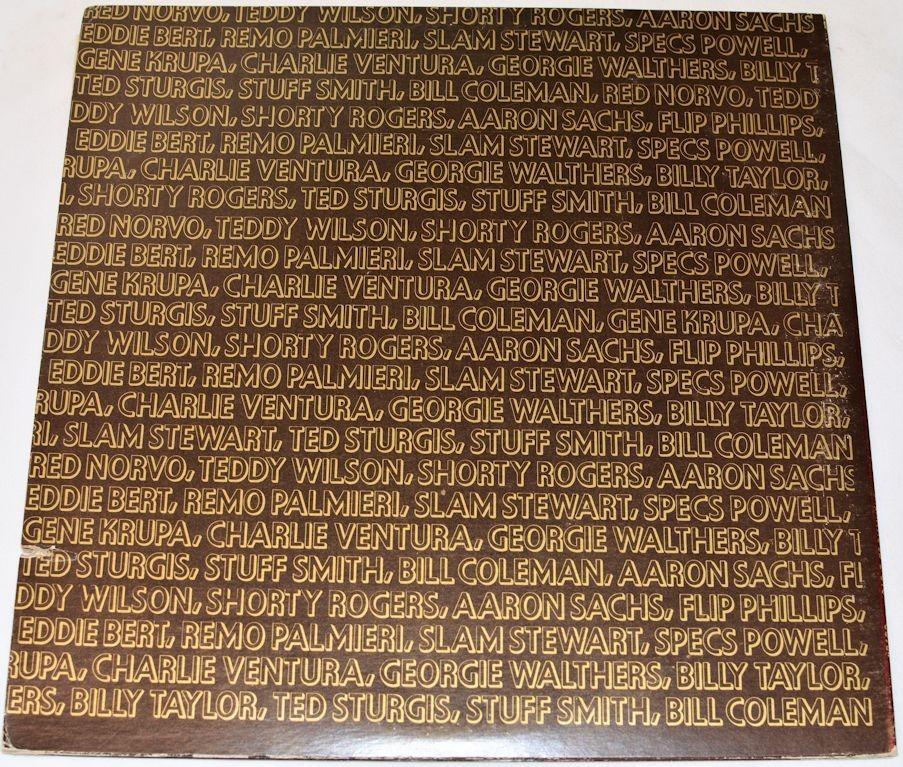 RED NORVO, TEDDY WILSON, SHORTY ROGERS, AARON SACHS
EDDIE BERT, REMO PALMIERI, SLAM STEWART, SPECS POWELL,
GENE KRUPA, CHARLIE VENTURA, GEORGIE WALTHERS, BILLY T
TED STURGIS, STUFF SMITH, BILL COLEMAN, RED NORVO, TEDD
DDY WILSON, SHORTY ROGERS, AARON SACHS, FLIP PHILLIPS,
EDDIE BERT, REMO PALMIERI, SLAM STEWART, SPECS POWELL,
RUPA, CHARLIE VENTURA, GEORGIE WALTHERS, BILLY TAYLOR,
I, SHORTY ROGERS, TED STURGIS, STUFF SMITH, BILL COLEMAN
RED NORVO, TEDDY WILSON, SHORTY ROGERS, AARON SACHS
EDDIE BERT, REMO PALMIERI, SLAM STEWART, SPECS POWELL,
GENE KRUPA, CHARLIE VENTURA, GEORGIE WALTHERS, BILLY T
TED STURGIS, STUFF SMITH, BILL COLEMAN, GENE KRUPA, CHA
DDY WILSON, SHORTY ROGERS, AARON SACHS, FLIP PHILLIPS,
EDDIE BERT, REMO PALMIERI, SLAM STEWART, SPECS POWELL,
RUPA, CHARLIE VENTURA, GEORGIE WALTHERS, BILLY TAYLOR,
RI, SLAM STEWART, TED STURGIS, STUFF SMITH, BILL COLEMAN
RED NORVO, TEDDY WILSON, SHORTY ROGERS, AARON SACHS
EDDIE BERT, REMO PALMIERI, SLAM STEWART, SPECS POWELL,
GENE KRUPA, CHARLIE VENTURA, GEORGIE WALTHERS, BILLY T
TED STURGIS, STUFF SMITH, BILL COLEMAN, AARON SACHS, FL
DDY WILSON, SHORTY ROGERS, AARON SACHS, FLIP PHILLIPS,
EDDIE BERT, REMO PALMIERI, SLAM STEWART, SPECS POWELL,
RUPA, CHARLIE VENTURA, GEORGIE WALTHERS, BILLY TAYLOR,
ERS, BILLY TAYLOR, TED STURGIS, STUFF SMITH, BILL COLEMAN